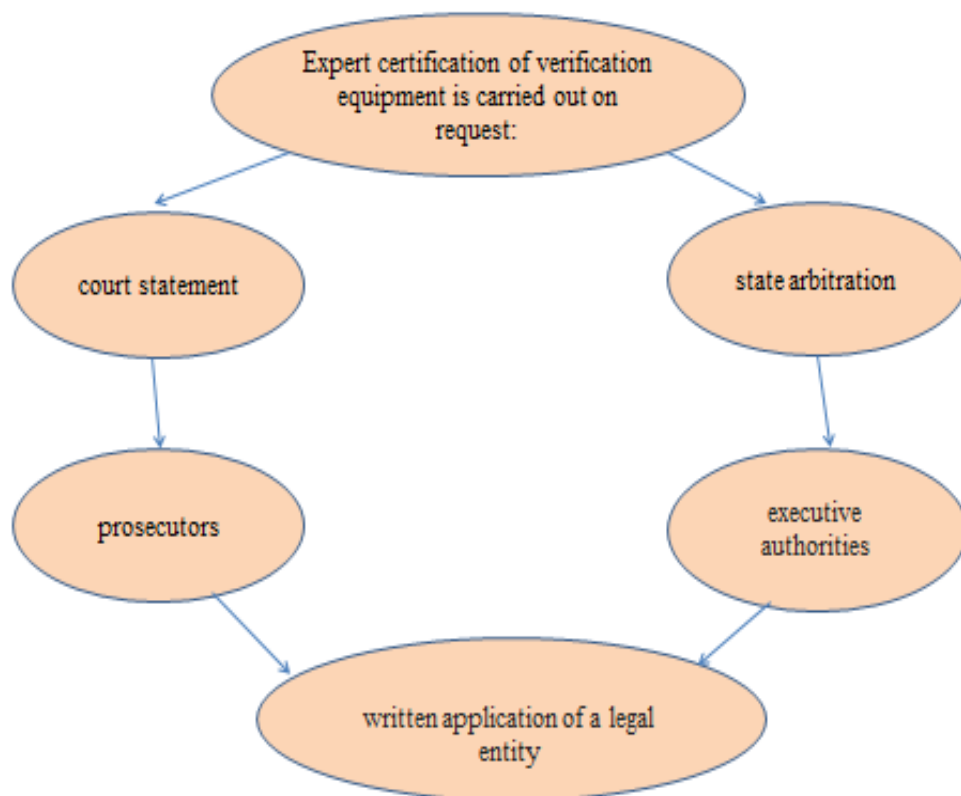 Expert certification of verification
equipment is carried out on
request:
court statement
state arbitration
prosecutors
executive
authorities
written application of a legal
entity